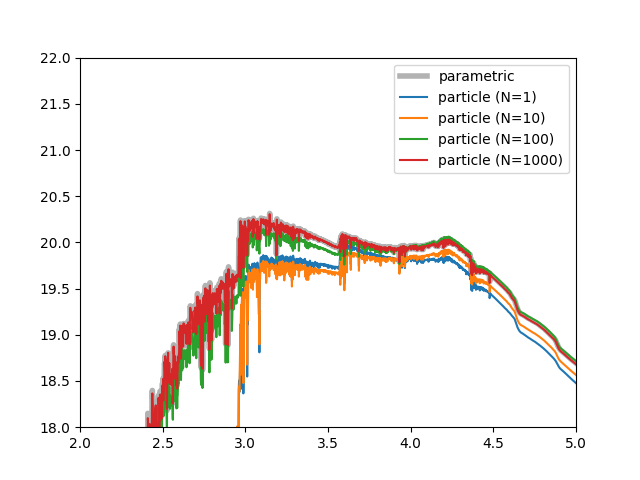 22.0
21.5
21.0
20.5
20.0
19.5
19.0
18.5
18.0
2.0 2.5 3.0 3.5 4.0 4.5 5.0
parametric
particle (N=1)
particle (N=10)
particle (N=100)
particle (N=1000)